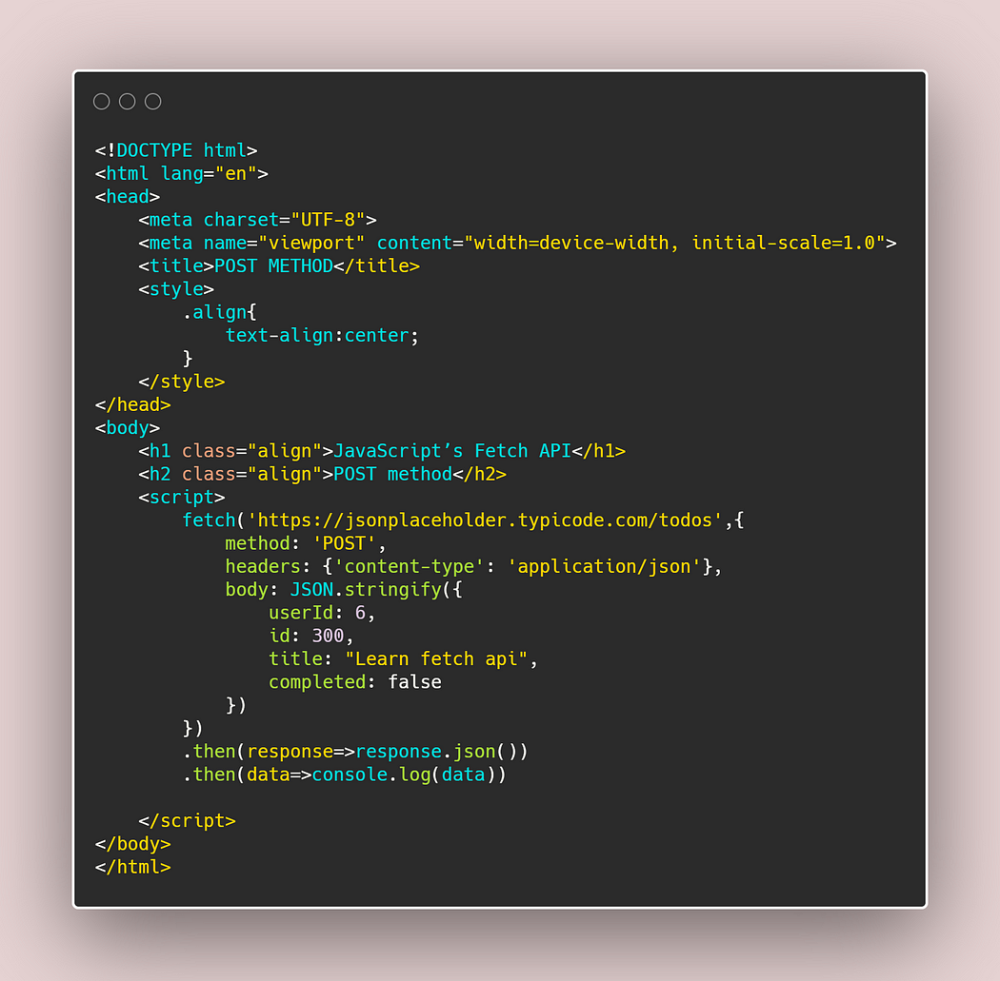 <!DOCTYPE html>
<html lang="en">
<head>
    <meta charset="UTF-8">
    <meta name="viewport" content="width=device-width, initial-scale=1.0">
    <title>POST METHOD</title>
    <style>
        .align{
            text-align:center;
        }
    </style>
</head>
<body>
    <h1 class="align">JavaScript’s Fetch API</h1>
    <h2 class="align">POST method</h2>
    <script>
        fetch('https://jsonplaceholder.typicode.com/todos',{
            method: 'POST',
            headers: {'content-type': 'application/json'},
            body: JSON.stringify({
                userId: 6,
                id: 300,
                title: "Learn fetch api",
                completed: false
            })
        })
        .then(response=>response.json())
        .then(data=>console.log(data))

    </script>
</body>
</html>